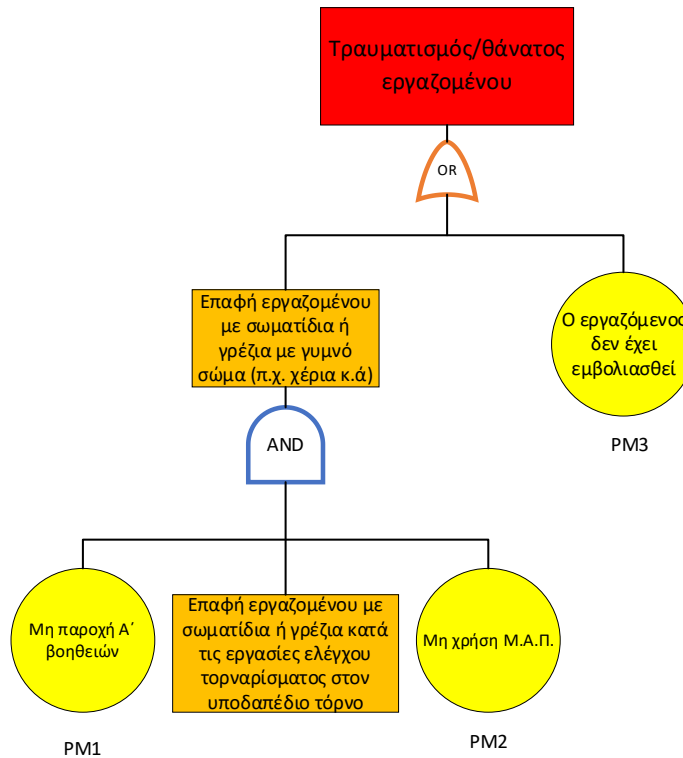 Τραυματισμός/θάνατος
εργαζομένου
OR
Επαφή εργαζομένου
με σωματίδια ή
γρέζια με γυμνό
σώμα (π.χ. χέρια κ.ά)
Ο εργαζόμενος
δεν έχει
εμβολιασθεί
AND
PM3
Μη παροχή Α΄
βοηθειών
Επαφή εργαζομένου με
σωματίδια ή γρέζια κατά
τις εργασίες ελέγχου
τορναρίσματος στον
υποδαπέδιο τόρνο
Μη χρήση Μ.Α.Π.
PM1
PM2